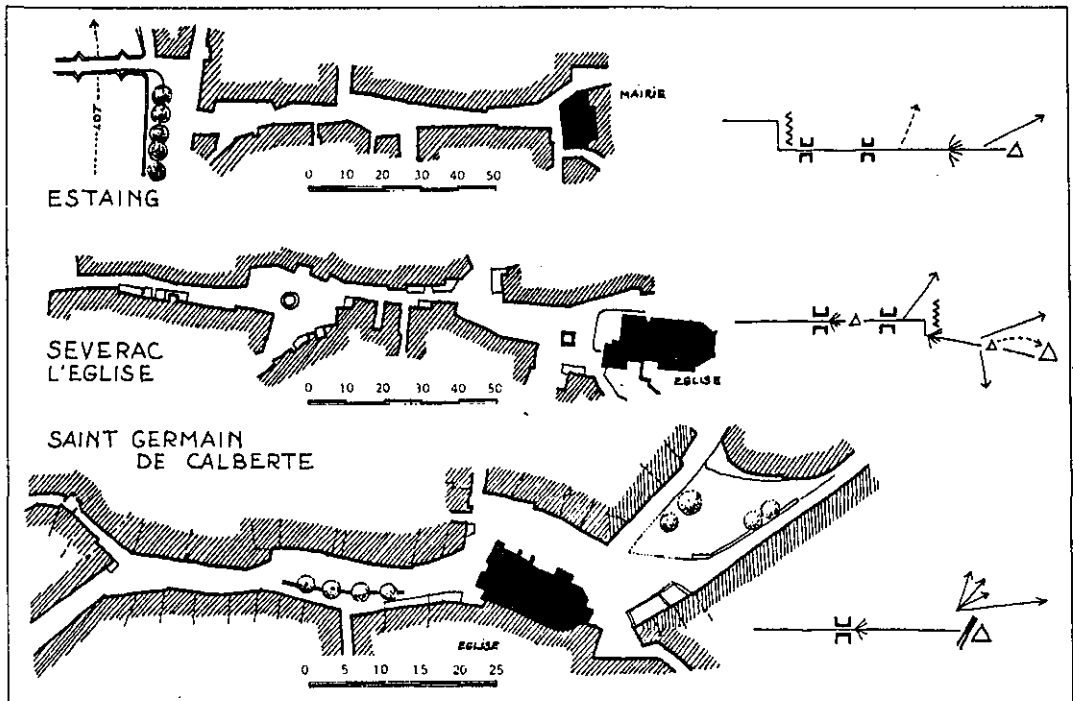 MAIRIE
LOT
0 10 20 30 40 50
ESTAING
SEVERAC
L'EGLISE
EGLISE
0 10 20 30 40 50
SAINT GERMAIN
DE CALBERTE
EGLISE
0 5 10 15 20 25